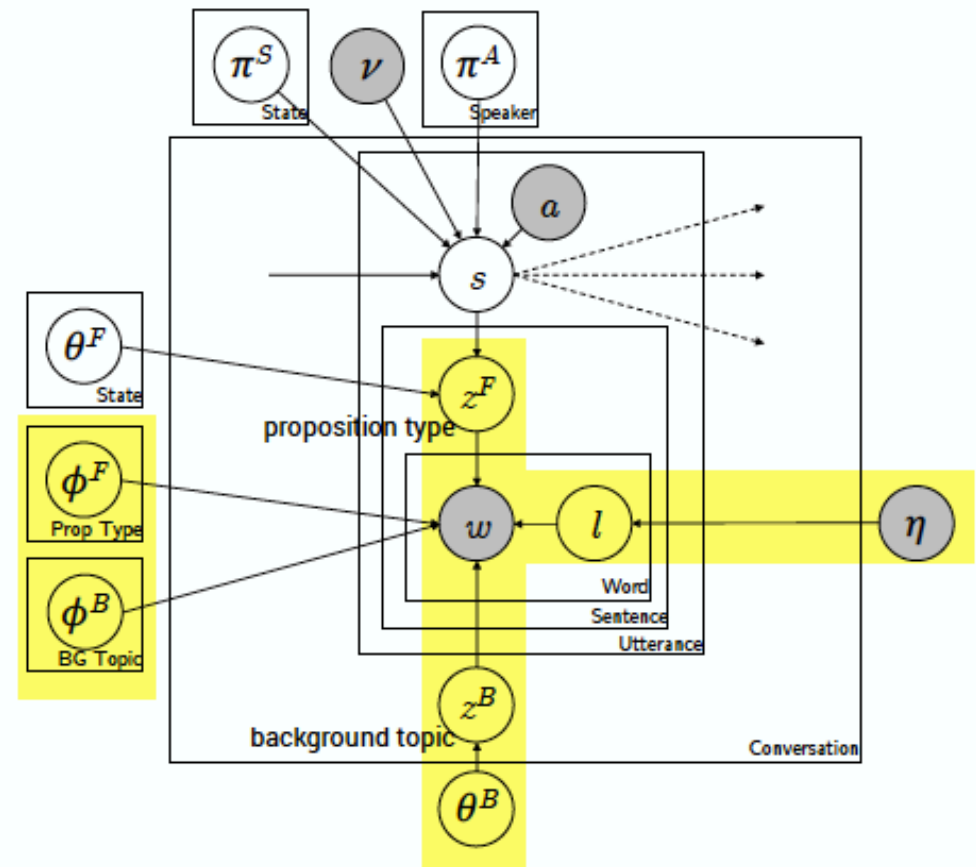 π^S
State
ν
π^A
Speaker
a
s
θ^F
State
z^F
proposition type
ϕ^F
Prop Type
w
l
η
Word
ϕ^B
BG Topic
Sentence
Utterance
z^B
background topic
Conversation
θ^B